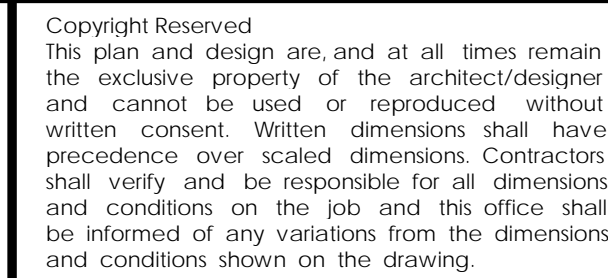 Copyright Reserved
This plan and design are, and at all times remain
the exclusive property of the architect/designer
and cannot be used or reproduced without
written consent. Written dimensions shall have
precedence over scaled dimensions. Contractors
shall verify and be responsible for all dimensions
and conditions on the job and this office shall
be informed of any variations from the dimensions
and conditions shown on the drawing.